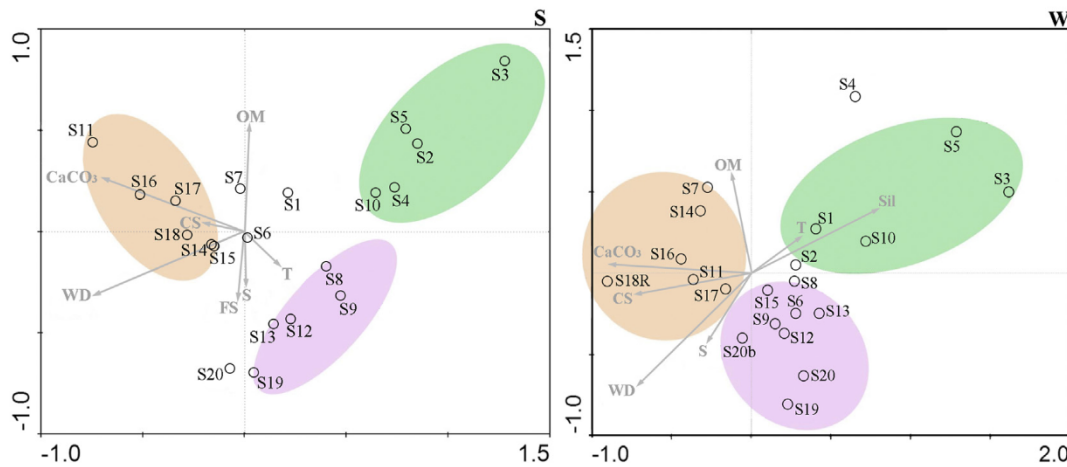 S
1.0
S3
OM
S5
S11
S2
CaCO3
S7
S16
S17
S4
S1
S10
CS
S18
S6
S14
S15
T
S8
WD
S
FS
S9
S12
S13
S20
S19
-1.0
-1.0
1.5
W
1.5
S4
S5
OM
S7
S3
Sil
S14
S1
T
S10
S16
S2
CaCO3
S11
S18R
S8
CS
S17
S15
S6
S13
S9
S12
S
S20b
S20
WD
S19
-1.0
-1.0
2.0